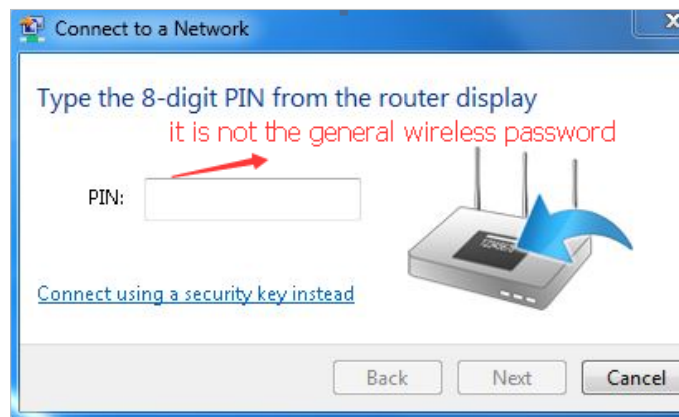 Connect to a Network
Type the 8-digit PIN from the router display
it is not the general wireless password
PIN:
12345670
Connect using a security key instead
Back Next Cancel